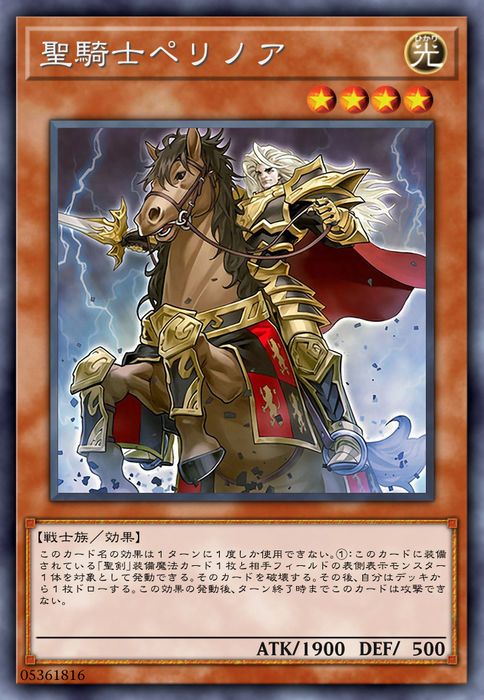 聖騎士ペリノア
光
ひかり
【戦士族／効果】
このカード名の効果は１ターンに１度しか使用できない。①:このカードに装備
されている「聖剣」装備魔法カード１枚と相手フィールドの表側表示モンスター
１体を対象として発動できる。そのカードを破壊する。その後、自分はデッキか
ら１枚ドローする。この効果の発動後、ターン終了時までこのカードは攻撃でき
ない。
ATK/1900 DEF/ 500
05361816